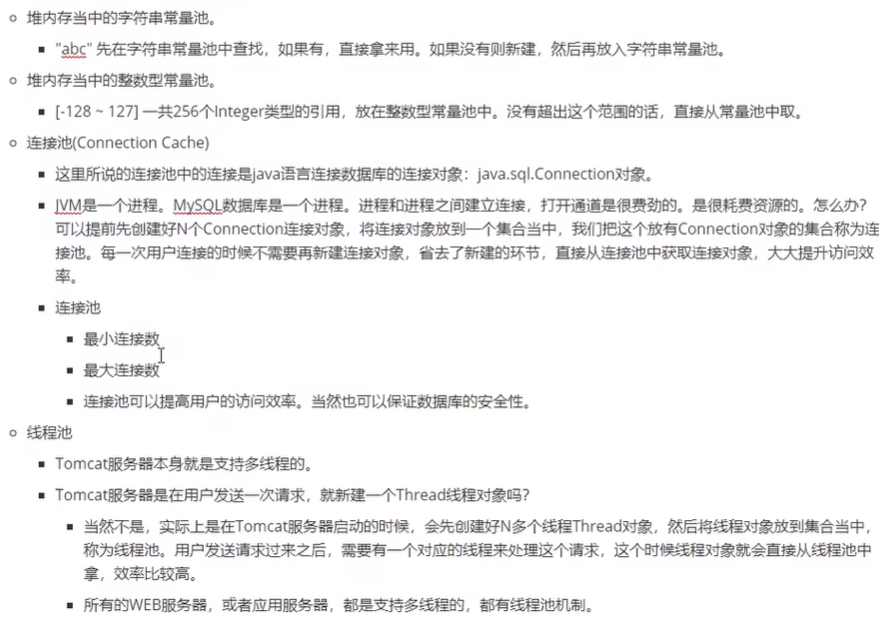 堆内存当中的字符串常量池。
"abc" 先在字符串常量池中查找，如果有，直接拿来用。如果没有则新建，然后再放入字符串常量池。
堆内存当中的整数型常量池。
[-128 ~ 127] 一共256个Integer类型的引用，放在整数型常量池中。没有超出这个范围的话，直接从常量池中取。
连接池(Connection Cache)
这里所说的连接池中的连接是java语言连接数据库的连接对象：java.sql.Connection对象。
JVM是一个进程。MySQL数据库是一个进程。进程和进程之间建立连接，打开通道是很费劲的。是很耗费资源的。怎么办？
可以提前先创建好N个Connection连接对象，将连接对象放到一个集合当中，我们把这个放有Connection对象的集合称为连
接池。每一次用户连接的时候不需要再新建连接对象，省去了新建的环节，直接从连接池中获取连接对象，大大提升访问效
率。
连接池
最小连接数
最大连接数
连接池可以提高用户的访问效率。当然也可以保证数据库的安全性。
线程池
Tomcat服务器本身就是支持多线程的。
Tomcat服务器是在用户发送一次请求，就新建一个Thread线程对象吗？
当然不是，实际上是在Tomcat服务器启动的时候，会先创建好N多个线程Thread对象，然后将线程对象放到集合当中，
称为线程池。用户发送请求过来之后，需要有一个对应的线程来处理这个请求，这个时候线程对象就会直接从线程池中
拿，效率比较高。
所有的WEB服务器，或者应用服务器，都是支持多线程的，都有线程池机制。